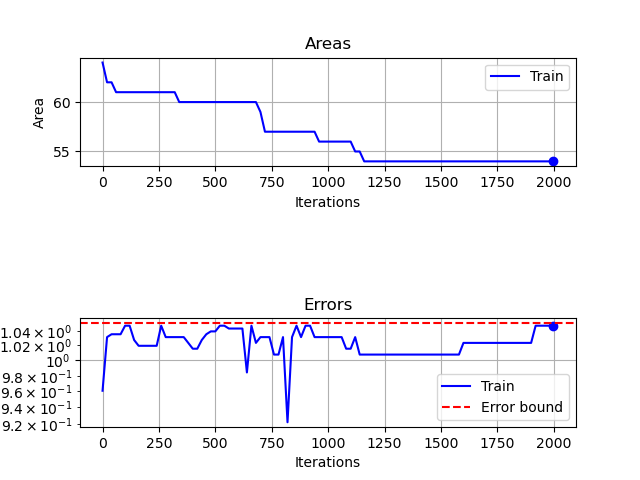 Areas
Train
60
55
Area
0 250 500 750 1000 1250 1500 1750 2000
Iterations
Errors
1.04 × 10⁰
1.02 × 10⁰
10⁰
9.8 × 10⁻¹
9.6 × 10⁻¹
9.4 × 10⁻¹
9.2 × 10⁻¹
Train
Error bound
0 250 500 750 1000 1250 1500 1750 2000
Iterations